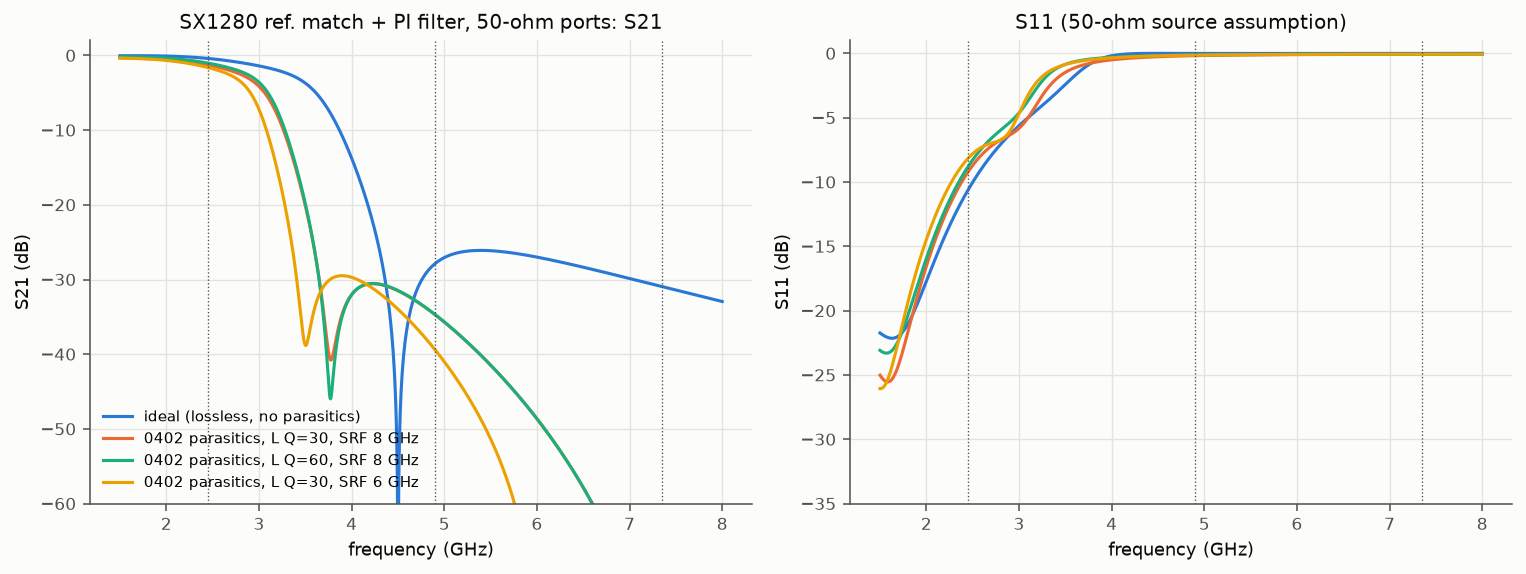 SX1280 ref. match + PI filter, 50-ohm ports: S21
0
−10
−20
−30
−40
−50
−60
S21 (dB)
ideal (lossless, no parasitics)
0402 parasitics, L Q=30, SRF 8 GHz
0402 parasitics, L Q=60, SRF 8 GHz
0402 parasitics, L Q=30, SRF 6 GHz
2 3 4 5 6 7 8
frequency (GHz)
S11 (50-ohm source assumption)
0
−5
−10
−15
−20
−25
−30
−35
S11 (dB)
2 3 4 5 6 7 8
frequency (GHz)